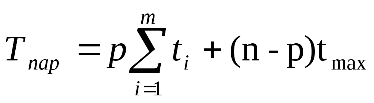 T_пар = p∑_{i=1}^{m} t_i + (n - p)t_max